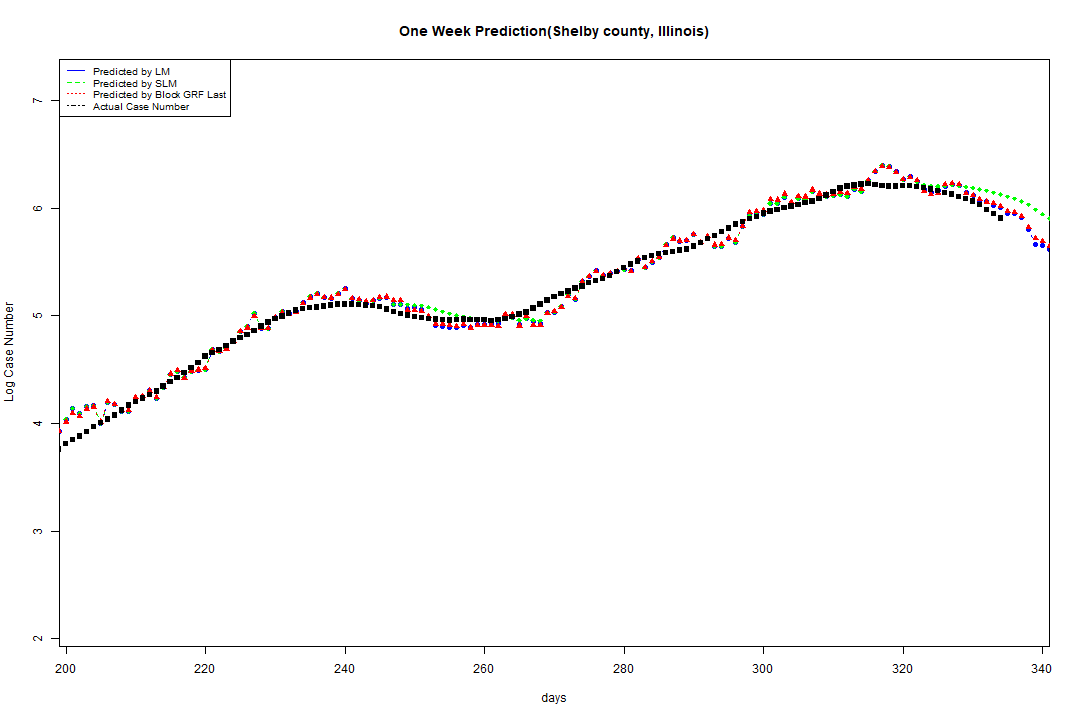 One Week Prediction(Shelby county, Illinois)
Predicted by LM
Predicted by SLM
Predicted by Block GRF Last
Actual Case Number
7
6
5
4
3
2
Log Case Number
200 220 240 260 280 300 320 340
days